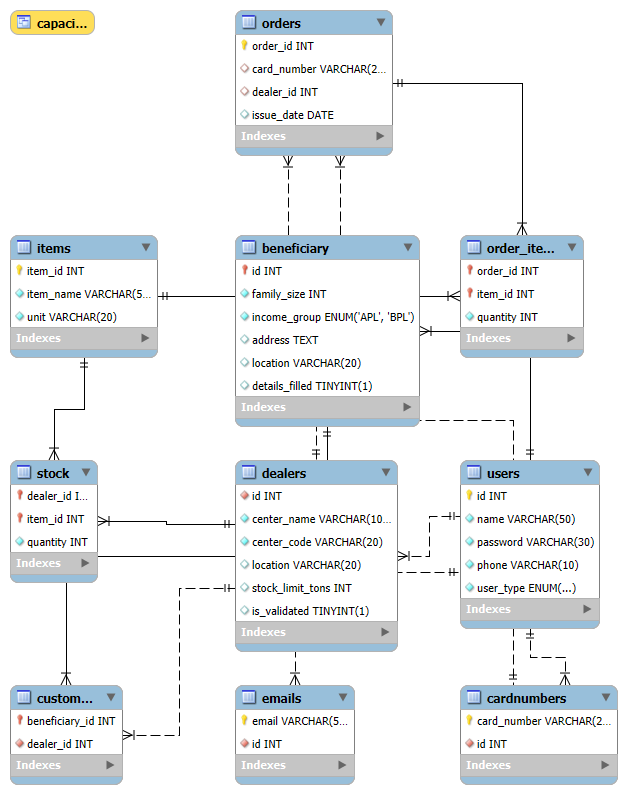 capaci...
orders
order_id INT
card_number VARCHAR(2...
dealer_id INT
issue_date DATE
Indexes
items
item_id INT
item_name VARCHAR(5...
unit VARCHAR(20)
Indexes
beneficiary
id INT
family_size INT
income_group ENUM('APL', 'BPL')
address TEXT
location VARCHAR(20)
details_filled TINYINT(1)
Indexes
order_ite...
order_id INT
item_id INT
quantity INT
Indexes
stock
dealer_id I...
item_id INT
quantity INT
Indexes
dealers
id INT
center_name VARCHAR(10...
center_code VARCHAR(20)
location VARCHAR(20)
stock_limit_tons INT
is_validated TINYINT(1)
Indexes
users
id INT
name VARCHAR(50)
password VARCHAR(30)
phone VARCHAR(10)
user_type ENUM(...)
Indexes
custom...
beneficiary_id INT
dealer_id INT
Indexes
emails
email VARCHAR(5...
id INT
Indexes
cardnumbers
card_number VARCHAR(2...
id INT
Indexes